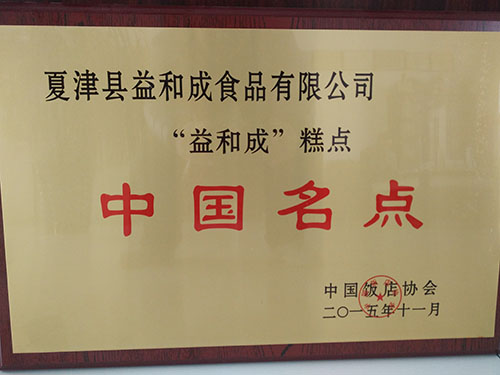 夏津县益和成食品有限公司
“益和成”糕点
中国名点
中国饭店协会
二〇一五年十一月